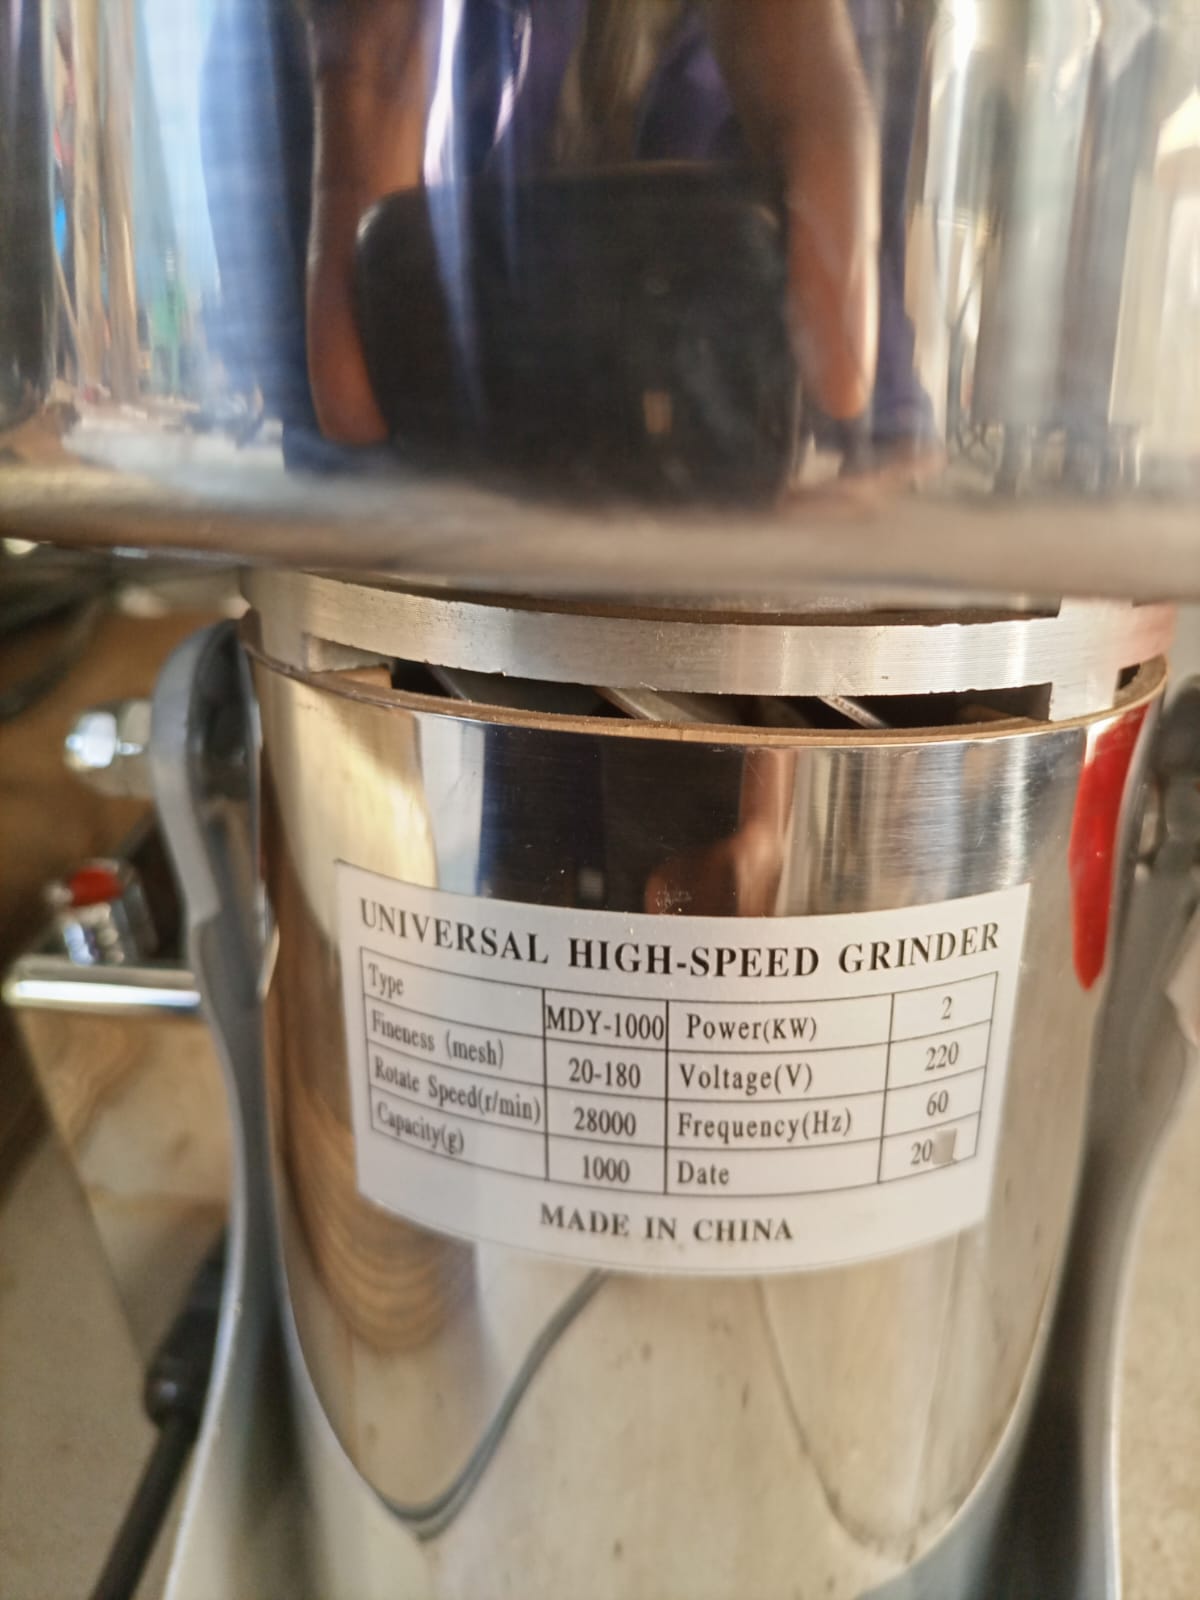 UNIVERSAL HIGH-SPEED GRINDER
Type MDY-1000 Power(KW) 2
Fineness (mesh) 20-180 Voltage(V) 220
Rotate Speed(r/min) 28000 Frequency(Hz) 60
Capacity(g) 1000 Date 20
MADE IN CHINA